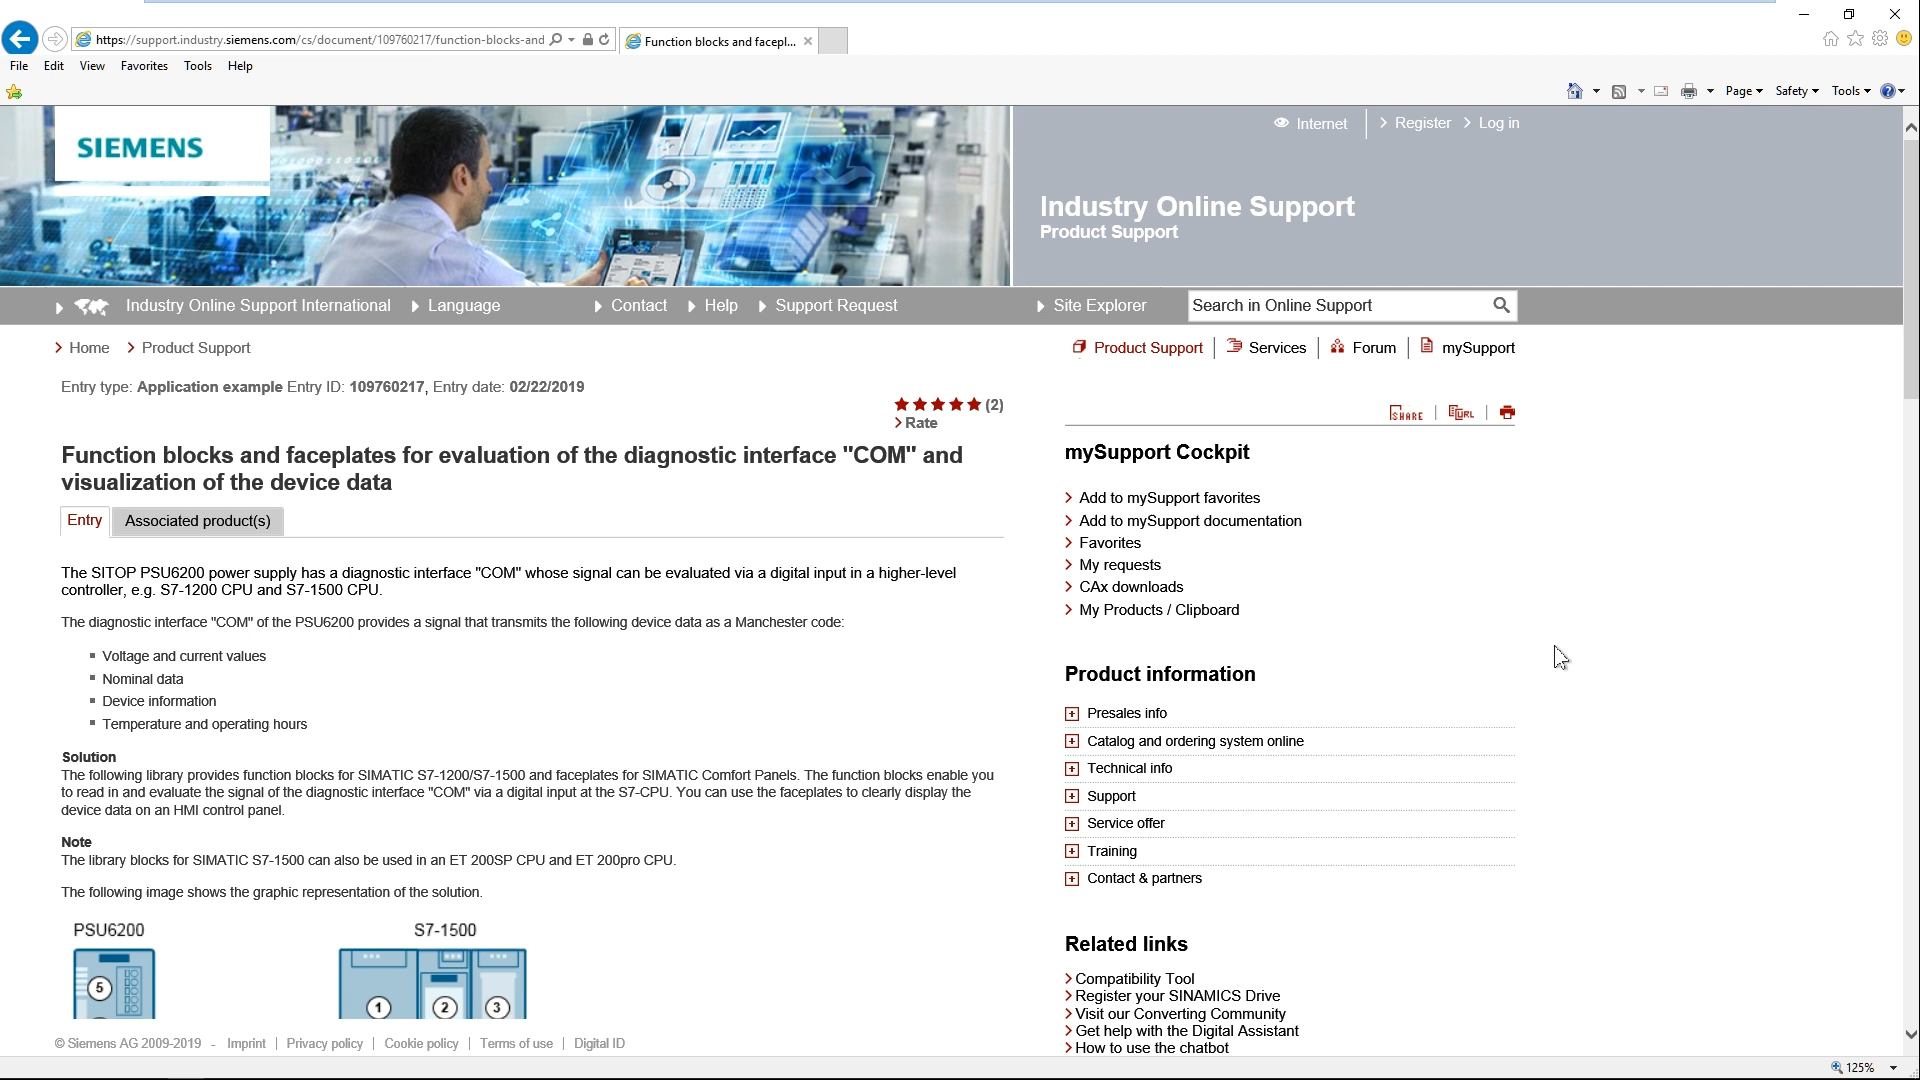 https://support.industry.siemens.com/cs/document/109760217/function-blocks-and
Function blocks and facepl...
File Edit View Favorites Tools Help
Page Safety Tools
SIEMENS
Internet Register Log in
Industry Online Support
Product Support
Industry Online Support International Language Contact Help Support Request Site Explorer Search in Online Support
Home Product Support
Product Support Services Forum mySupport
Entry type: Application example Entry ID: 109760217, Entry date: 02/22/2019
(2)
Rate
SHARE URL
Function blocks and faceplates for evaluation of the diagnostic interface "COM" and
visualization of the device data
Entry Associated product(s)
The SITOP PSU6200 power supply has a diagnostic interface "COM" whose signal can be evaluated via a digital input in a higher-level
controller, e.g. S7-1200 CPU and S7-1500 CPU.
The diagnostic interface "COM" of the PSU6200 provides a signal that transmits the following device data as a Manchester code:
Voltage and current values
Nominal data
Device information
Temperature and operating hours
Solution
The following library provides function blocks for SIMATIC S7-1200/S7-1500 and faceplates for SIMATIC Comfort Panels. The function blocks enable you
to read in and evaluate the signal of the diagnostic interface "COM" via a digital input at the S7-CPU. You can use the faceplates to clearly display the
device data on an HMI control panel.
Note
The library blocks for SIMATIC S7-1500 can also be used in an ET 200SP CPU and ET 200pro CPU.
The following image shows the graphic representation of the solution.
PSU6200 S7-1500
5 1 2 3
mySupport Cockpit
Add to mySupport favorites
Add to mySupport documentation
Favorites
My requests
CAx downloads
My Products / Clipboard
Product information
Presales info
Catalog and ordering system online
Technical info
Support
Service offer
Training
Contact & partners
Related links
Compatibility Tool
Register your SINAMICS Drive
Visit our Converting Community
Get help with the Digital Assistant
How to use the chatbot
© Siemens AG 2009-2019 - Imprint | Privacy policy | Cookie policy | Terms of use | Digital ID
125%